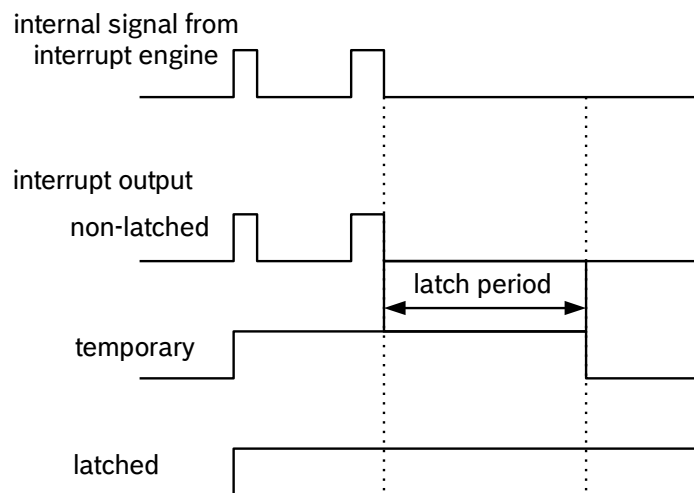 internal signal from
interrupt engine
interrupt output
non-latched
latch period
temporary
latched